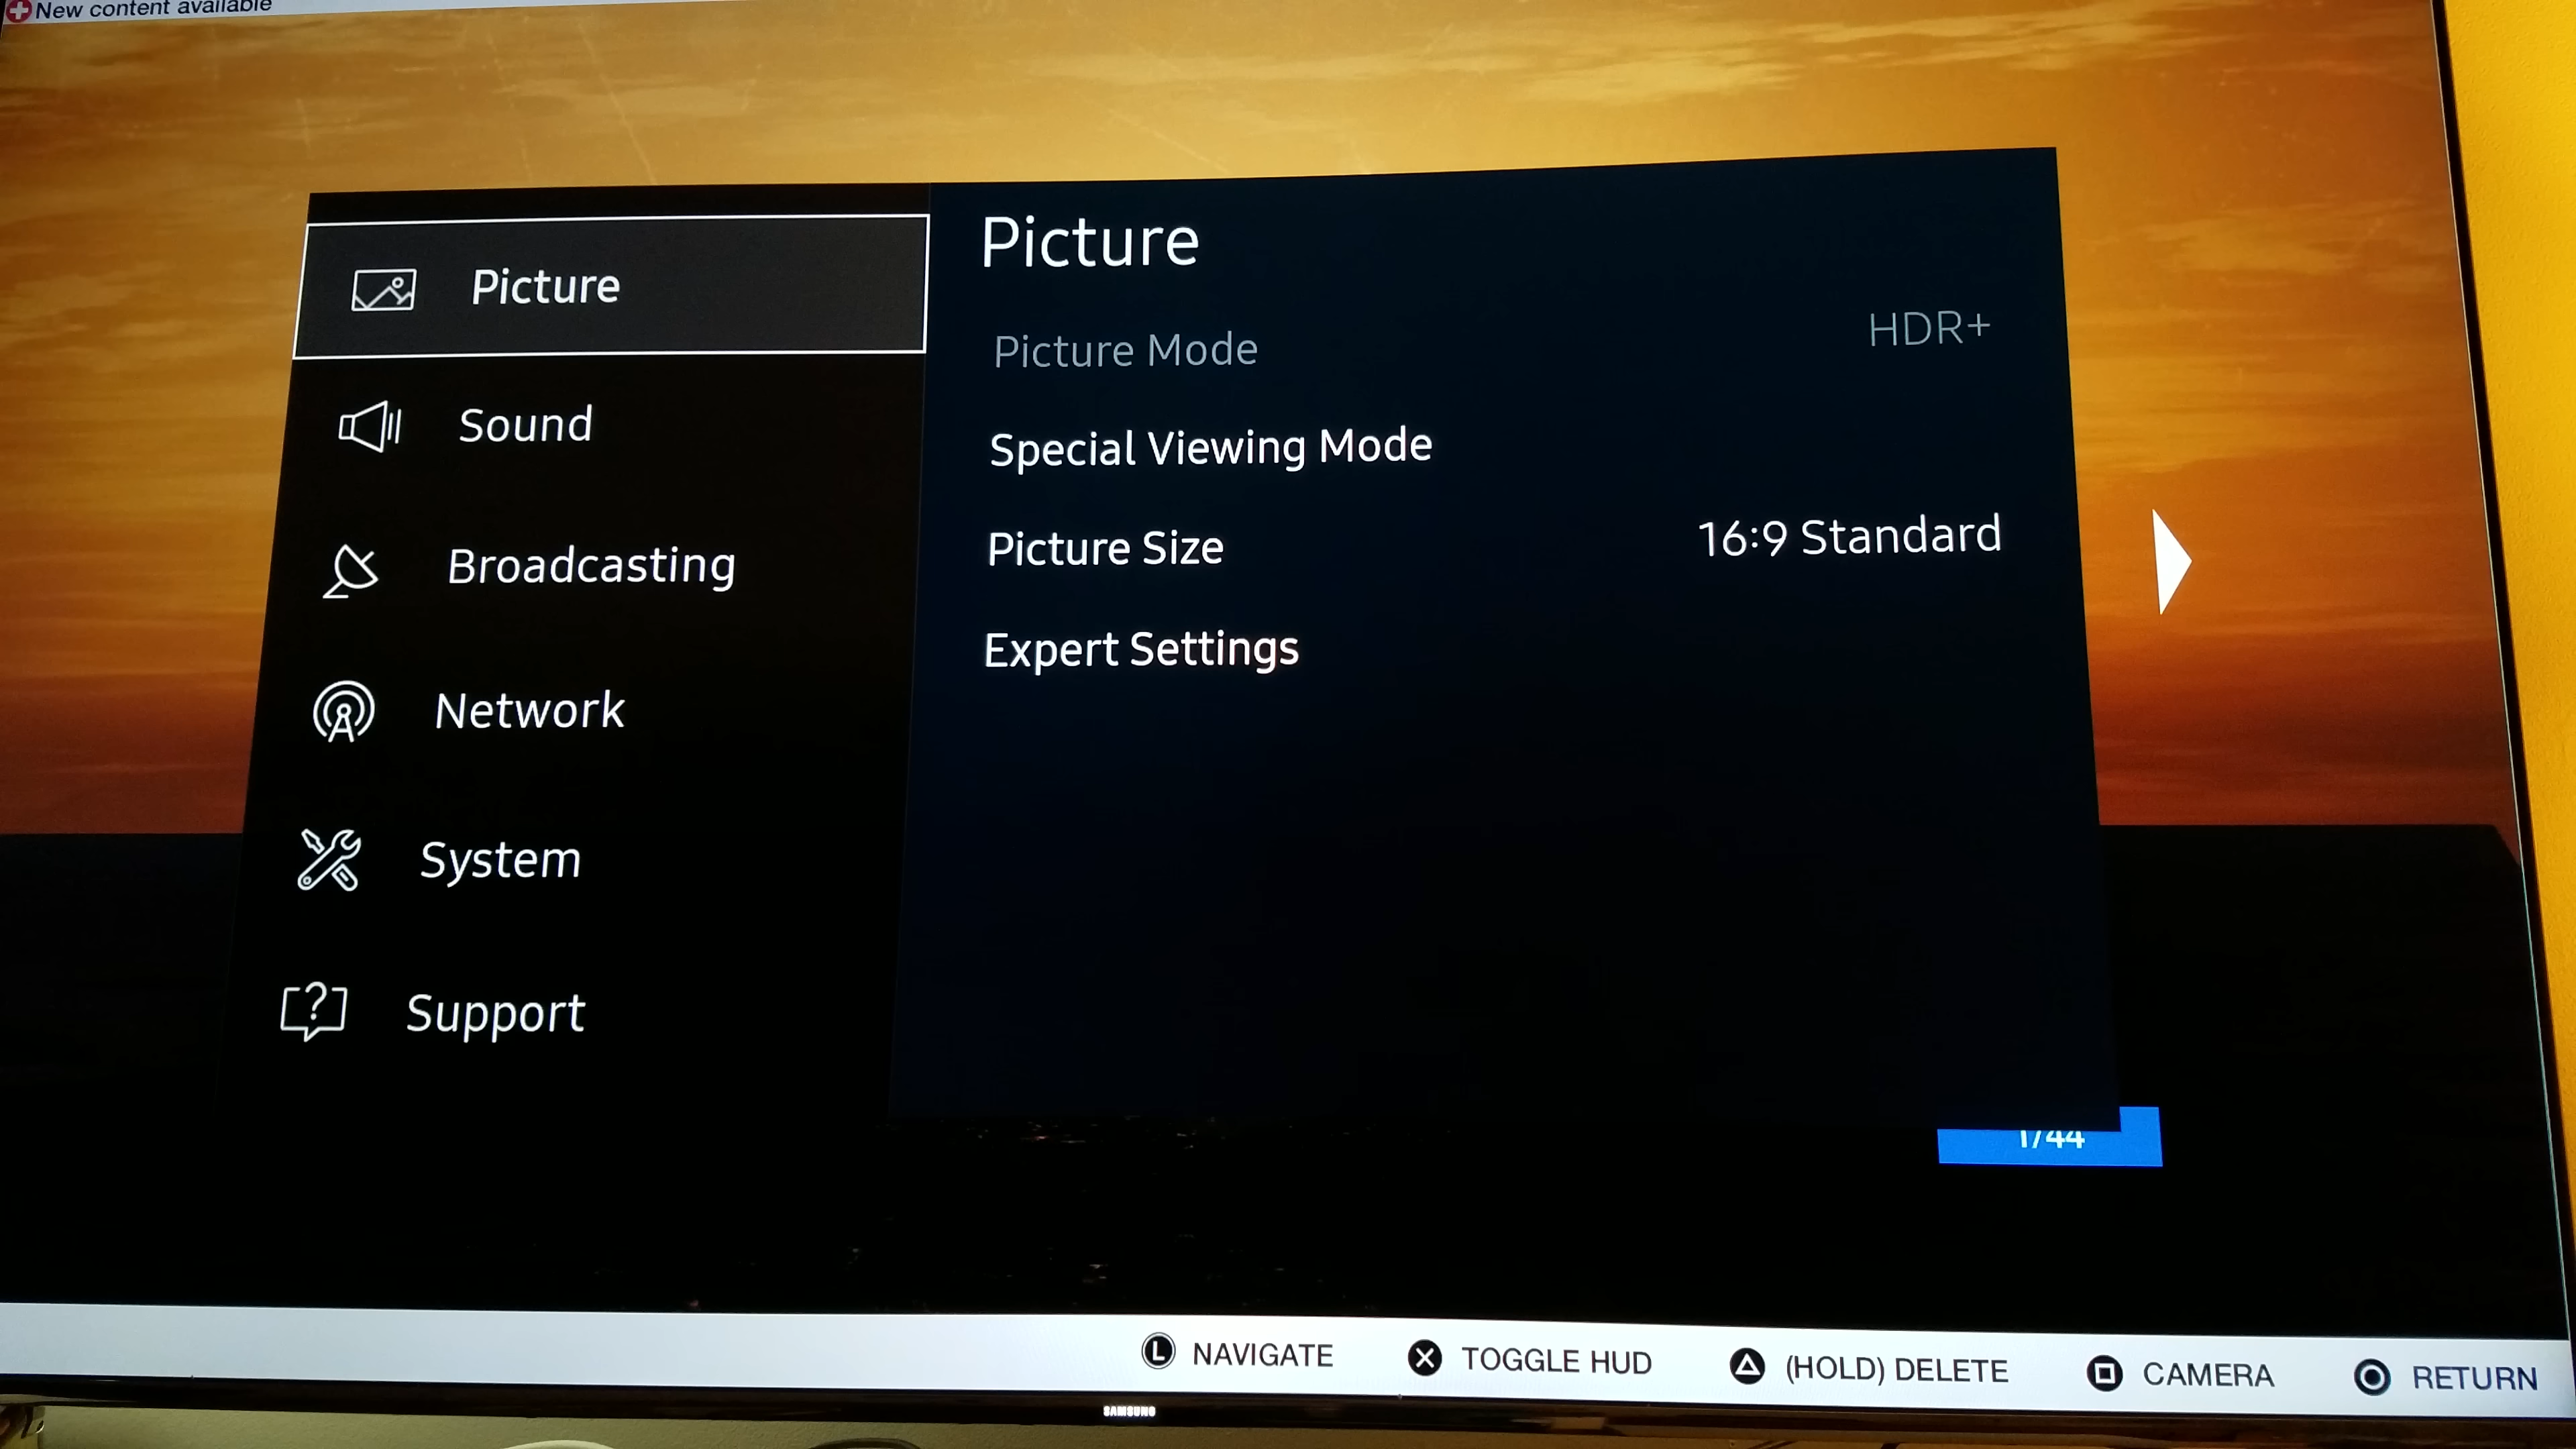 New content available
Picture
Sound
Broadcasting
Network
System
Support
Picture
Picture Mode HDR+
Special Viewing Mode
Picture Size 16:9 Standard
Expert Settings
1/44
L NAVIGATE TOGGLE HUD (HOLD) DELETE CAMERA RETURN
SAMSUNG